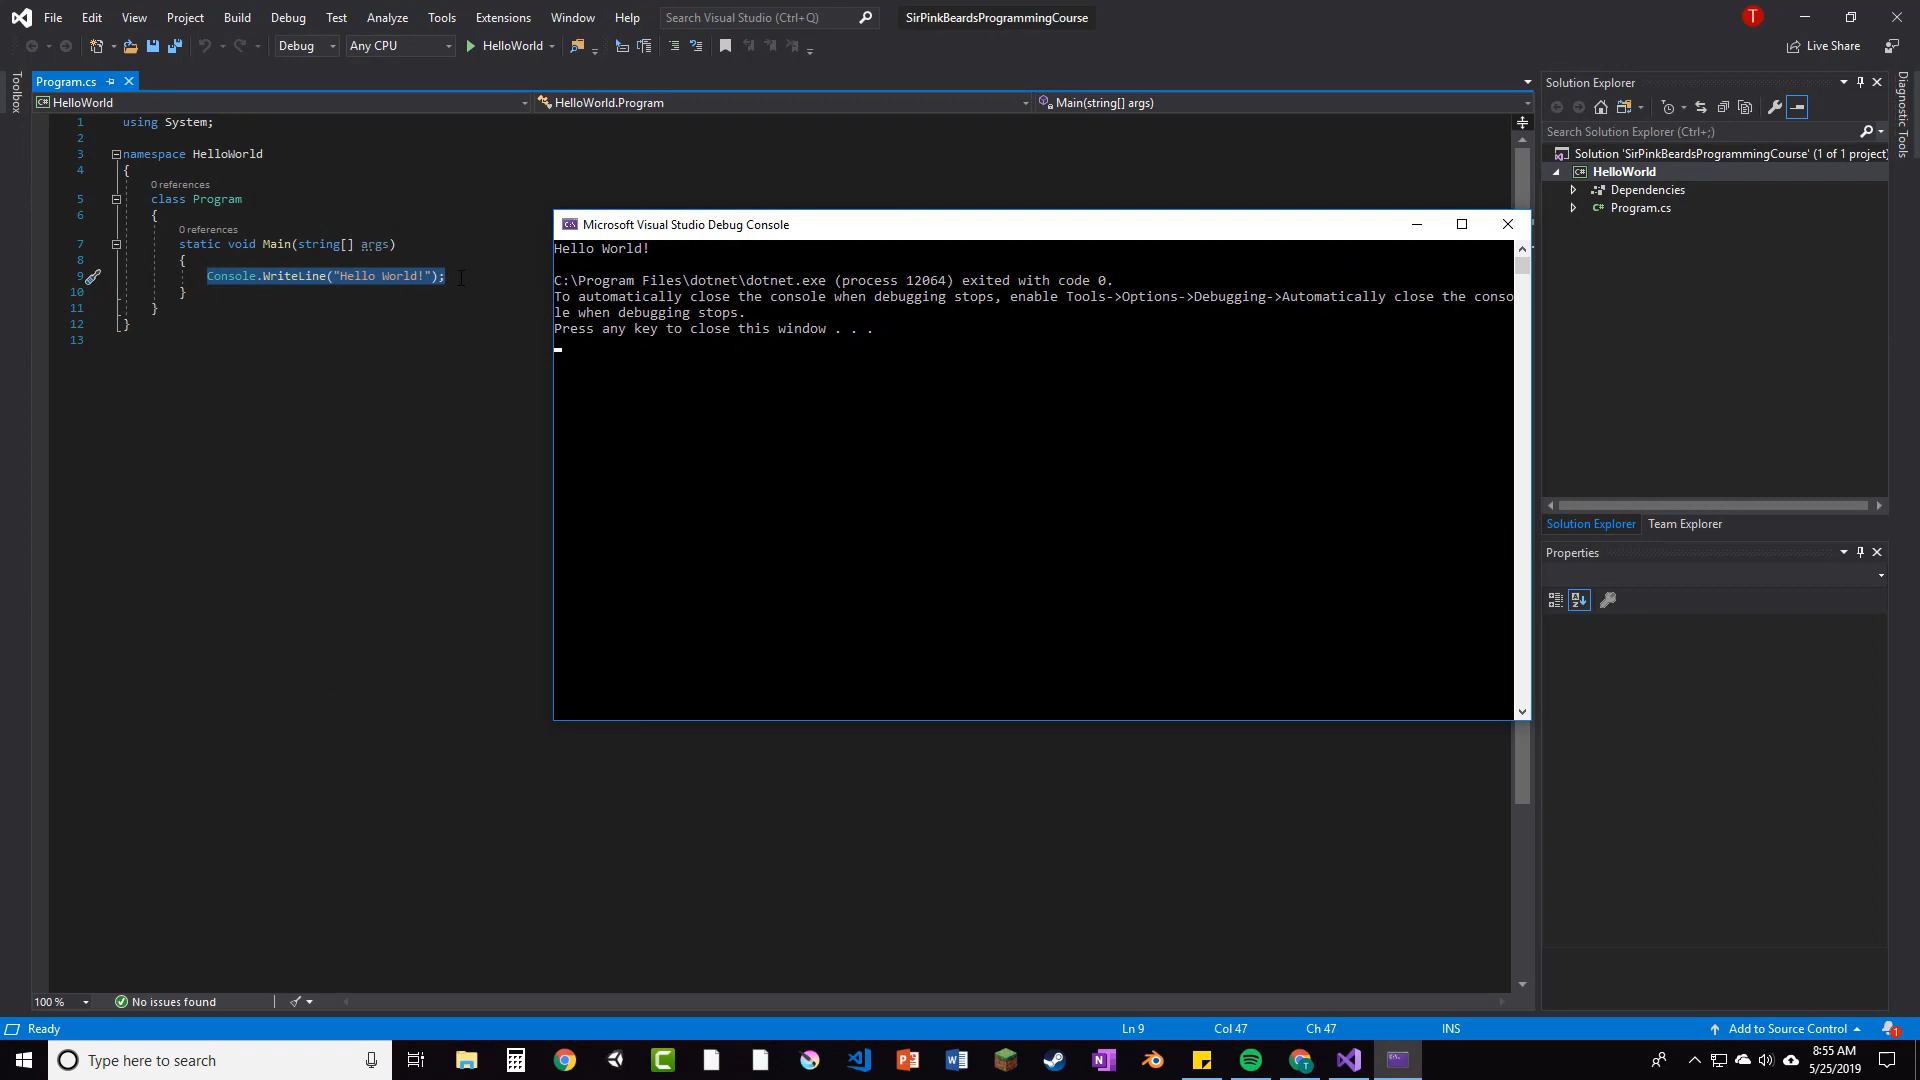 File Edit View Project Build Debug Test Analyze Tools Extensions Window Help Search Visual Studio (Ctrl+Q) SirPinkBeardsProgrammingCourse T
Debug Any CPU HelloWorld Live Share
Toolbox
Program.cs
HelloWorld HelloWorld.Program Main(string[] args)
1 using System;
2
3 namespace HelloWorld
4 {
0 references
5 class Program
6 {
0 references
7 static void Main(string[] args)
8 {
9 Console.WriteLine("Hello World!");
10 }
11 }
12 }
13
Microsoft Visual Studio Debug Console
Hello World!
C:\Program Files\dotnet\dotnet.exe (process 12064) exited with code 0.
To automatically close the console when debugging stops, enable Tools->Options->Debugging->Automatically close the conso
le when debugging stops.
Press any key to close this window . . .
Solution Explorer
Search Solution Explorer (Ctrl+;)
Solution 'SirPinkBeardsProgrammingCourse' (1 of 1 project)
C# HelloWorld
Dependencies
C# Program.cs
Solution Explorer Team Explorer
Properties
Diagnostic Tools
100 % No issues found
Ready Ln 9 Col 47 Ch 47 INS Add to Source Control 1
Type here to search
8:55 AM
5/25/2019